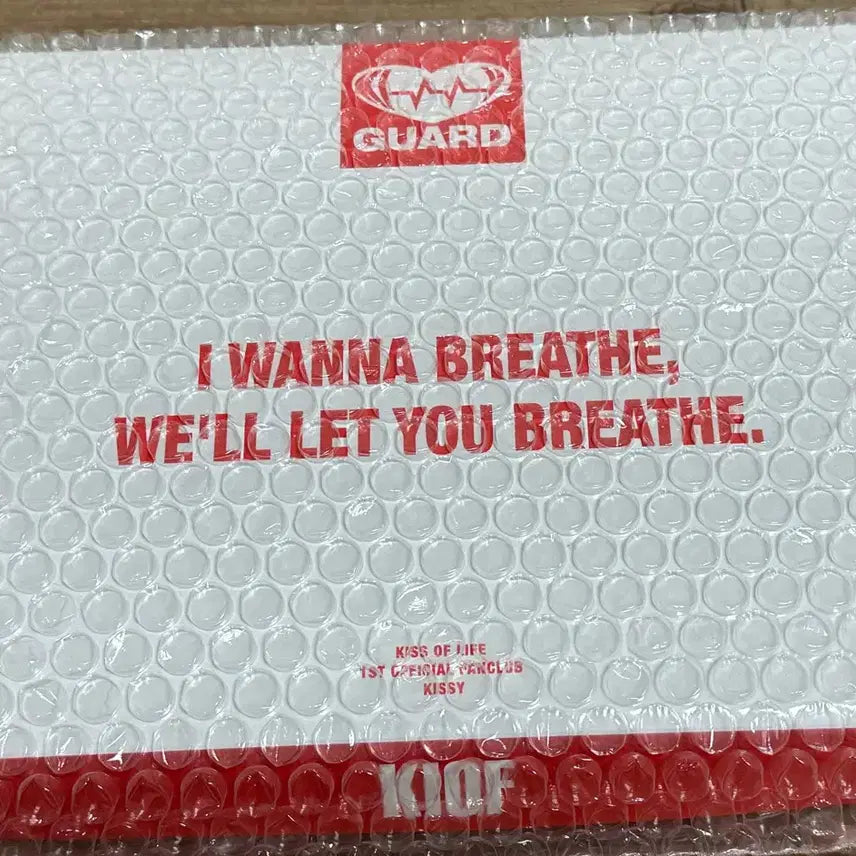 GUARD
I WANNA BREATHE,
WE'LL LET YOU BREATHE.
KISS OF LIFE
1ST OFFICIAL FANCLUB
KISSY
KIOF